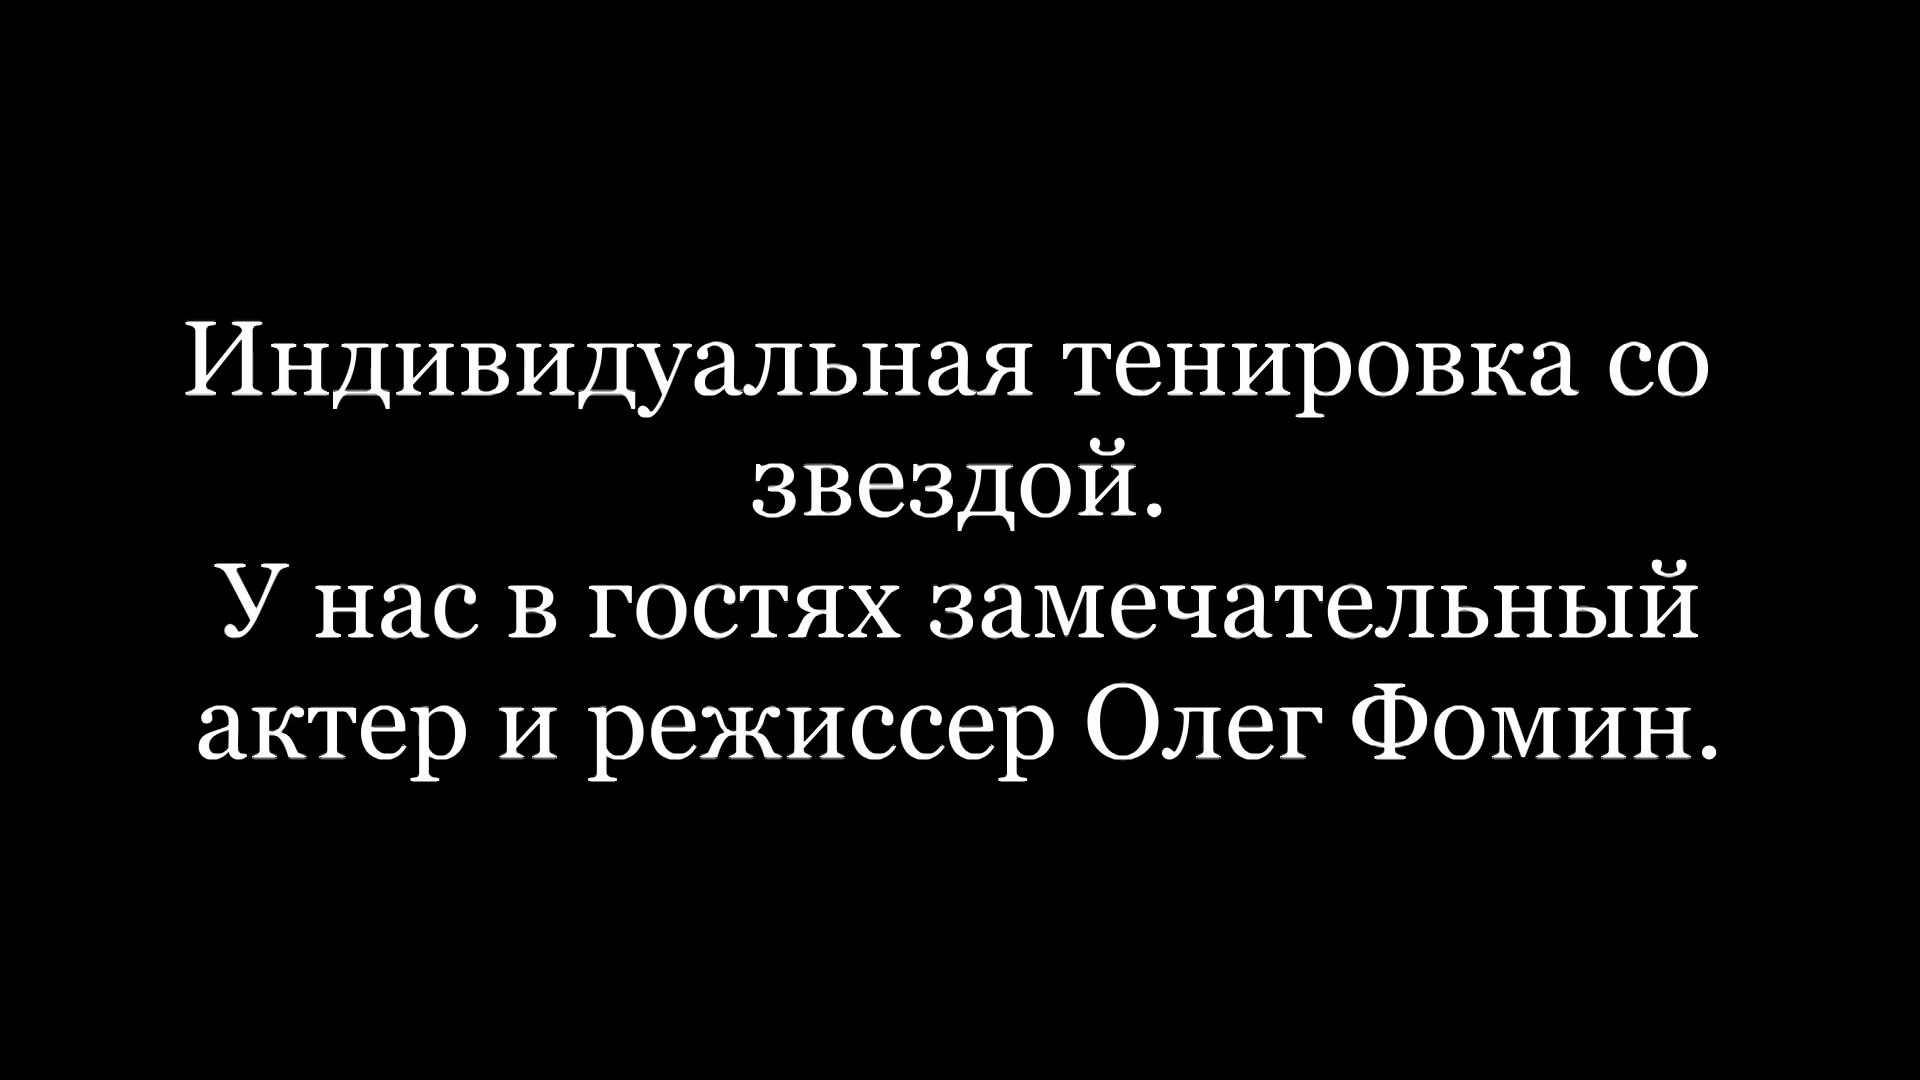 Индивидуальная тенировка со
звездой.
У нас в гостях замечательный
актер и режиссер Олег Фомин.